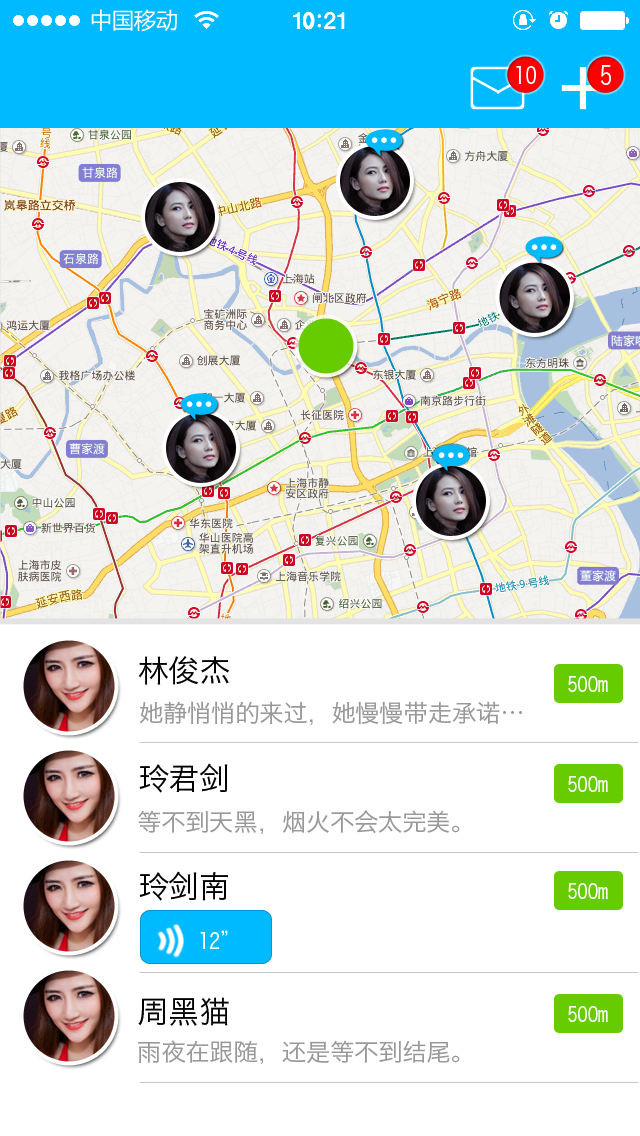 中国移动
10:21
10
5
甘泉公园
方舟大厦
甘泉路
岚皋路立交桥
中山北路
地铁-4-号线
石泉路
上海站
闸北区政府
海宁路
宝矿洲际
商务中心
鸿运大厦
地铁
创展大厦
东方明珠
我格广场办公楼
东银大厦
南京路步行街
一大厦
长征医院
外滩隧道
曹家渡
大厦
上海市静
安区政府
中山公园
华东医院
新世界百货
华山医院高
架直升机场
复兴公园
上海市皮
肤病医院
上海音乐学院
董家渡
地铁-9-号线
延安西路
绍兴公园
林俊杰
500m
她静悄悄的来过，她慢慢带走承诺…
玲君剑
500m
等不到天黑，烟火不会太完美。
玲剑南
500m
12”
周黑猫
500m
雨夜在跟随，还是等不到结尾。